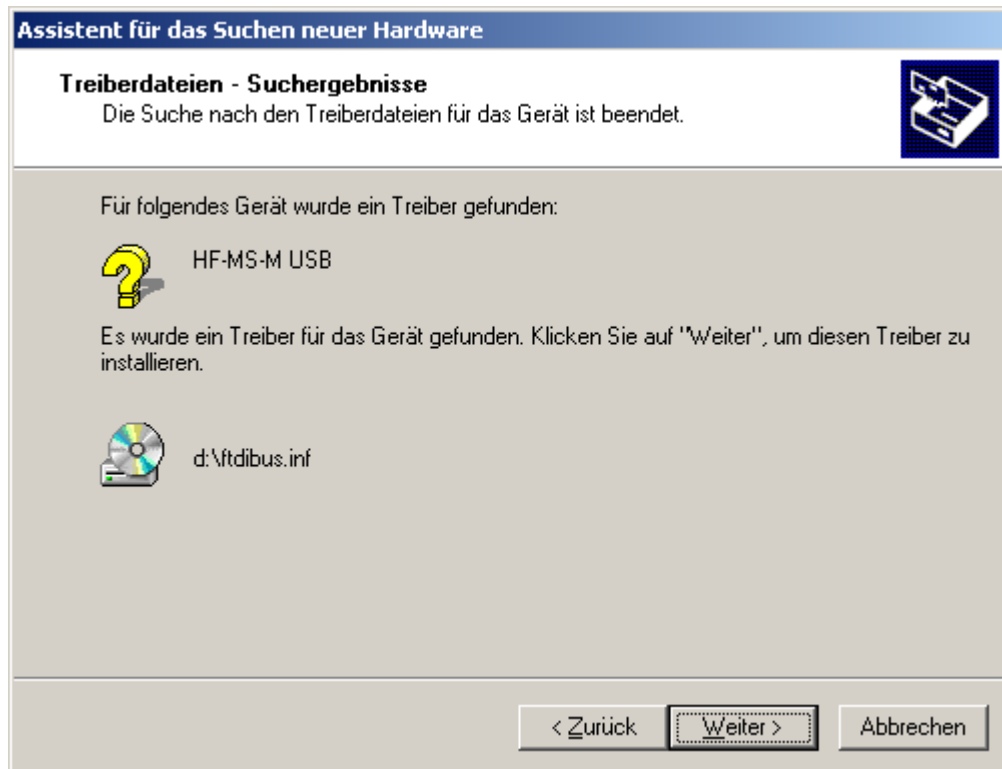 Assistent für das Suchen neuer Hardware
Treiberdateien - Suchergebnisse
Die Suche nach den Treiberdateien für das Gerät ist beendet.
Für folgendes Gerät wurde ein Treiber gefunden:
HF-MS-M USB
Es wurde ein Treiber für das Gerät gefunden. Klicken Sie auf "Weiter", um diesen Treiber zu
installieren.
d:\ftdibus.inf
< Zurück Weiter > Abbrechen